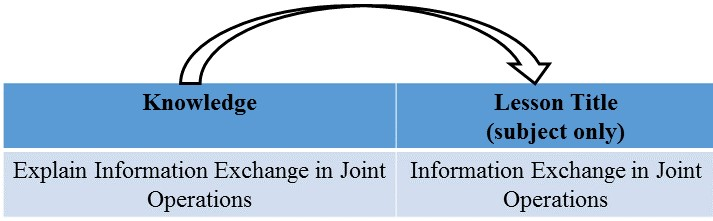 Knowledge
Lesson Title
(subject only)
Explain Information Exchange in Joint
Operations
Information Exchange in Joint
Operations